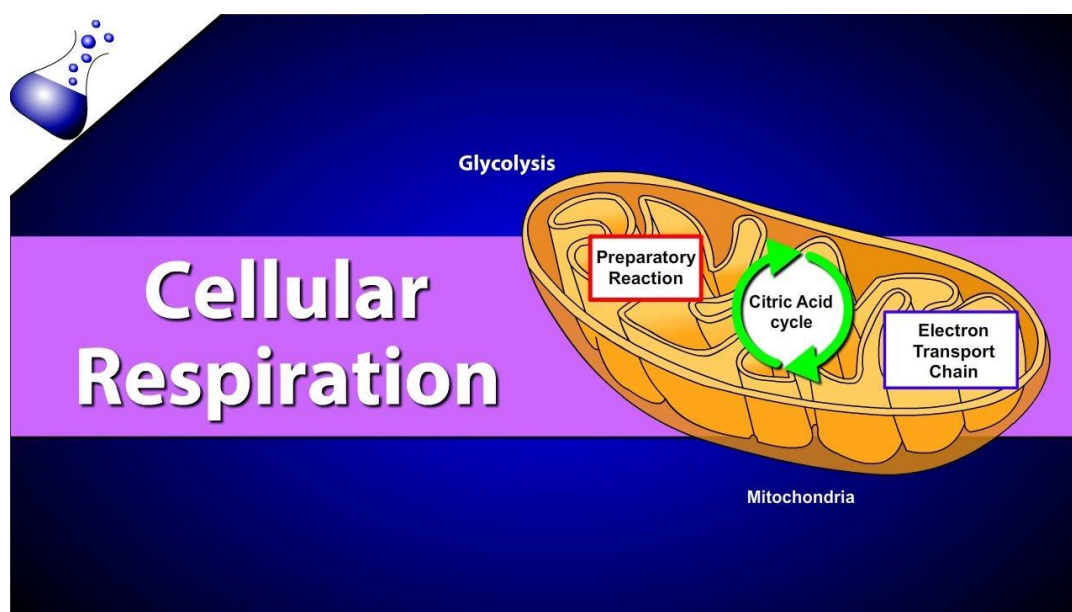 Glycolysis
Cellular
Respiration
Preparatory
Reaction
Citric Acid
cycle
Electron
Transport
Chain
Mitochondria